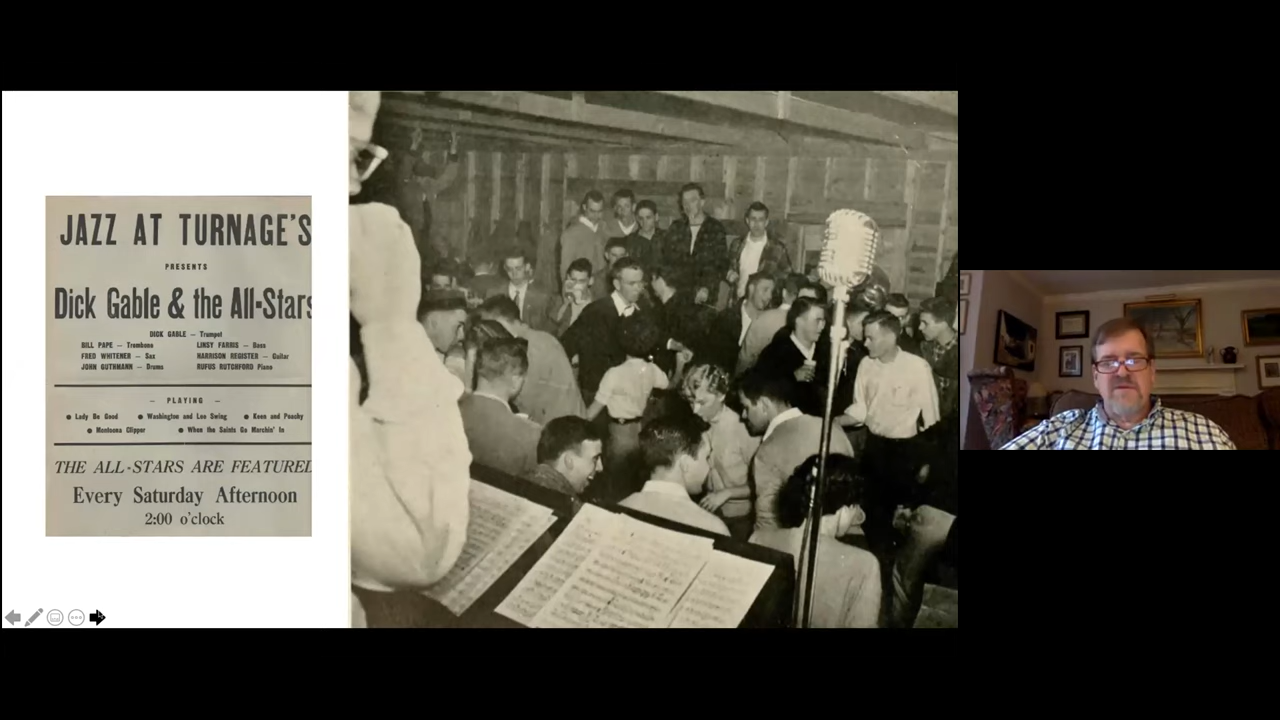 JAZZ AT TURNAGE'S
PRESENTS
Dick Gable & the All-Stars
DICK GABLE — Trumpet
BILL PAPE — Trombone LINSY FARRIS — Bass
FRED WHITENER — Sax HARRISON REGISTER — Guitar
JOHN GUTHMANN — Drums RUFUS RUTCHFORD Piano
— PLAYING —
● Lady Be Good ● Washington and Lee Swing ● Keen and Peachy
● Manteena Clipper ● When the Saints Go Marchin' In
THE ALL-STARS ARE FEATURED
Every Saturday Afternoon
2:00 o'clock